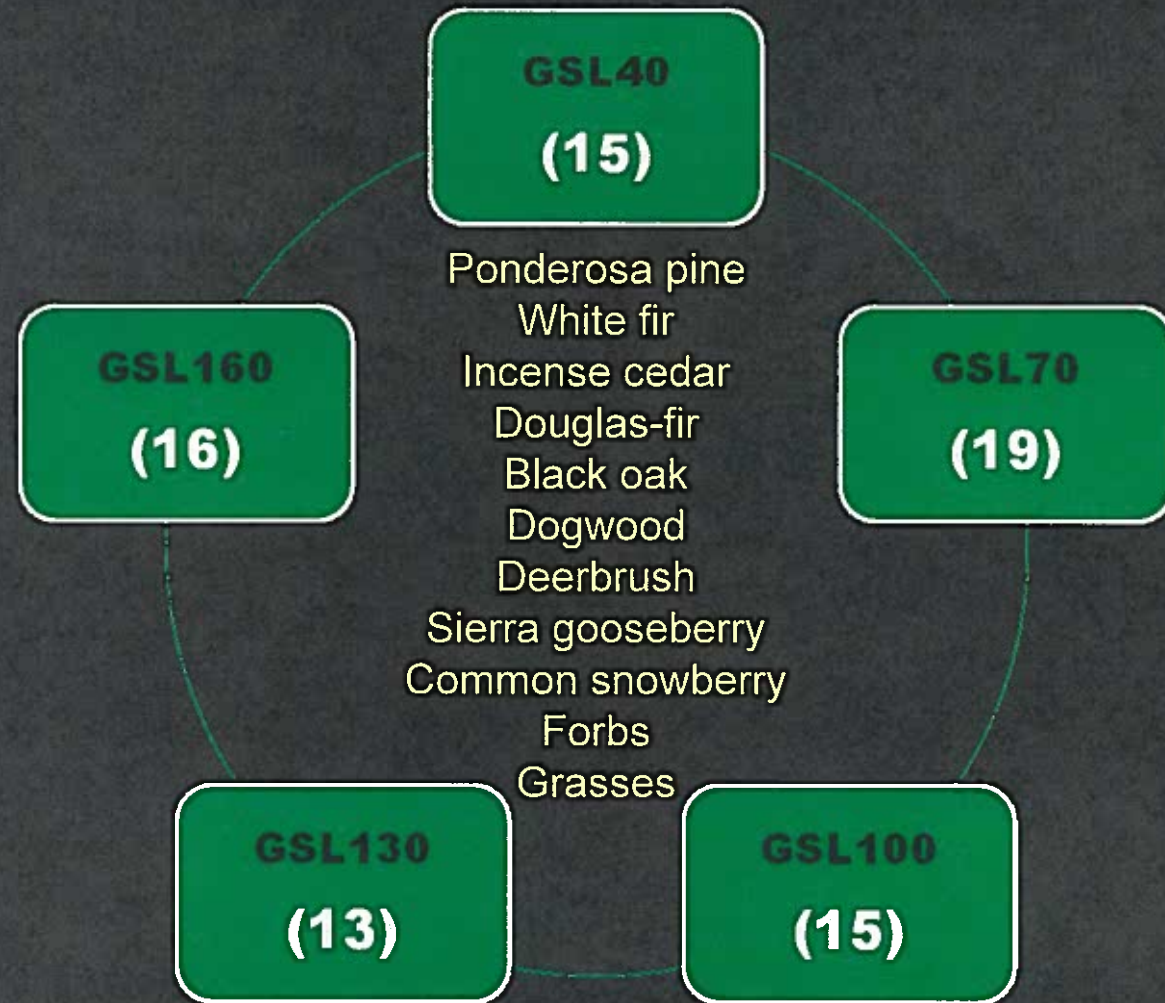 GSL40
(15)
Ponderosa pine
White fir
Incense cedar
Douglas-fir
Black oak
Dogwood
Deerbrush
Sierra gooseberry
Common snowberry
Forbs
Grasses
GSL160
(16)
GSL70
(19)
GSL130
(13)
GSL100
(15)